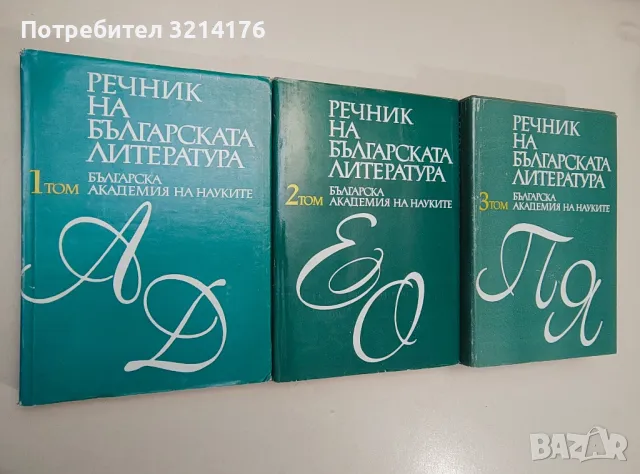 Потребител 3214176
РЕЧНИК
НА
БЪЛГАРСКАТА
ЛИТЕРАТУРА
1 ТОМ
БЪЛГАРСКА
АКАДЕМИЯ НА НАУКИТЕ
А
Д
РЕЧНИК
НА
БЪЛГАРСКАТА
ЛИТЕРАТУРА
2 ТОМ
БЪЛГАРСКА
АКАДЕМИЯ НА НАУКИТЕ
Е
О
РЕЧНИК
НА
БЪЛГАРСКАТА
ЛИТЕРАТУРА
3 ТОМ
БЪЛГАРСКА
АКАДЕМИЯ НА НАУКИТЕ
П
Я
BAZAR